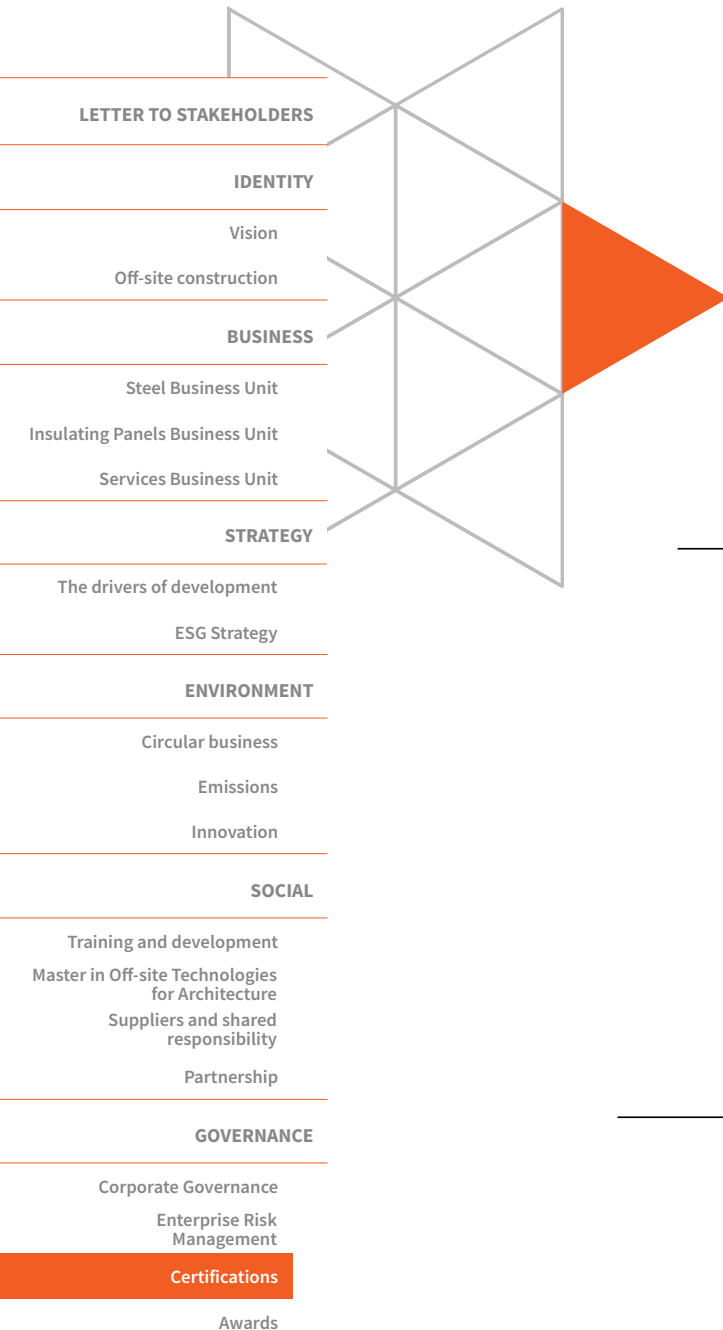 LETTER TO STAKEHOLDERS
IDENTITY
Vision
Off-site construction
BUSINESS
Steel Business Unit
Insulating Panels Business Unit
Services Business Unit
STRATEGY
The drivers of development
ESG Strategy
ENVIRONMENT
Circular business
Emissions
Innovation
SOCIAL
Training and development
Master in Off-site Technologies
for Architecture
Suppliers and shared
responsibility
Partnership
GOVERNANCE
Corporate Governance
Enterprise Risk
Management
Certifications
Awards